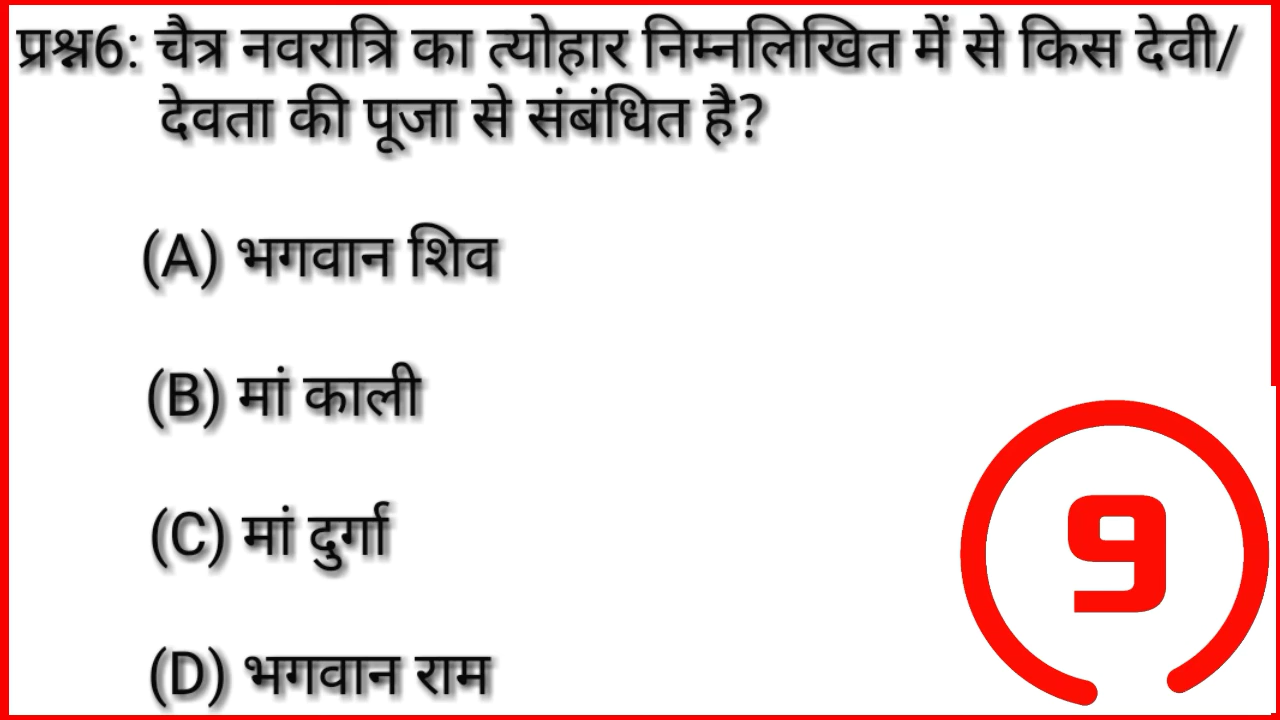 प्रश्न6: चैत्र नवरात्रि का त्योहार निम्नलिखित में से किस देवी/
देवता की पूजा से संबंधित है?
(A) भगवान शिव
(B) मां काली
(C) मां दुर्गा
(D) भगवान राम
9